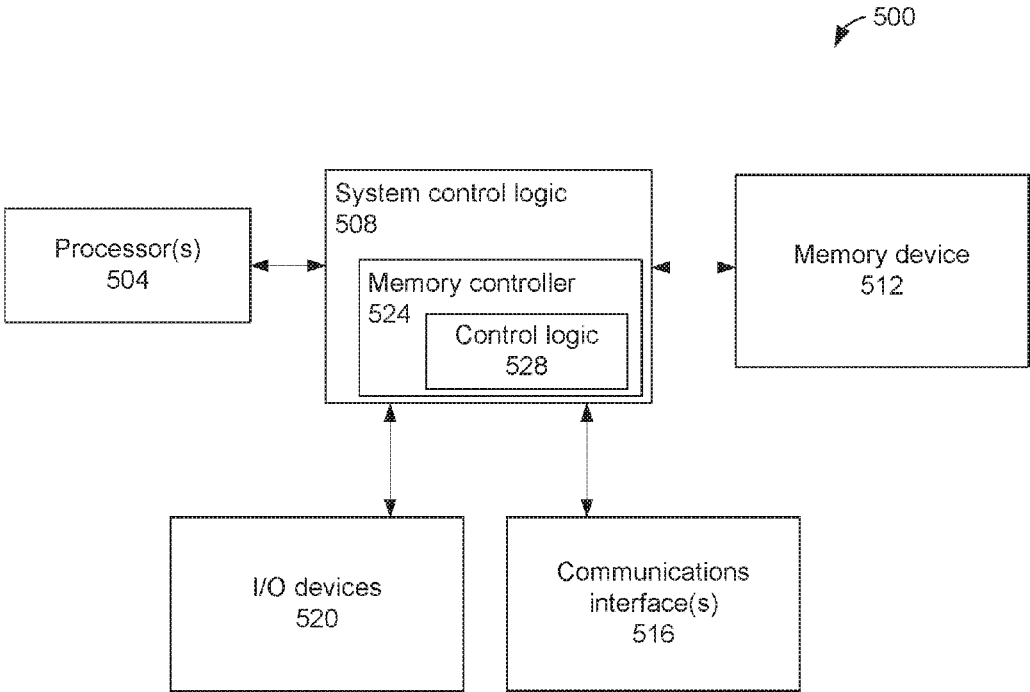 500
System control logic
508
Processor(s)
504
Memory controller
524
Control logic
528
Memory device
512
I/O devices
520
Communications
interface(s)
516